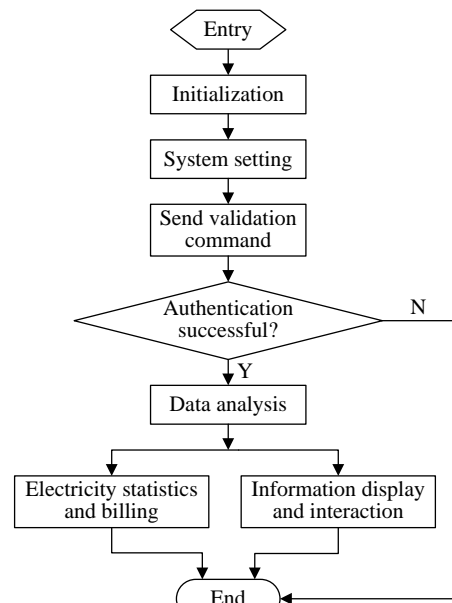 Entry
Initialization
System setting
Send validation
command
Authentication
successful?
N
Y
Data analysis
Electricity statistics
and billing
Information display
and interaction
End